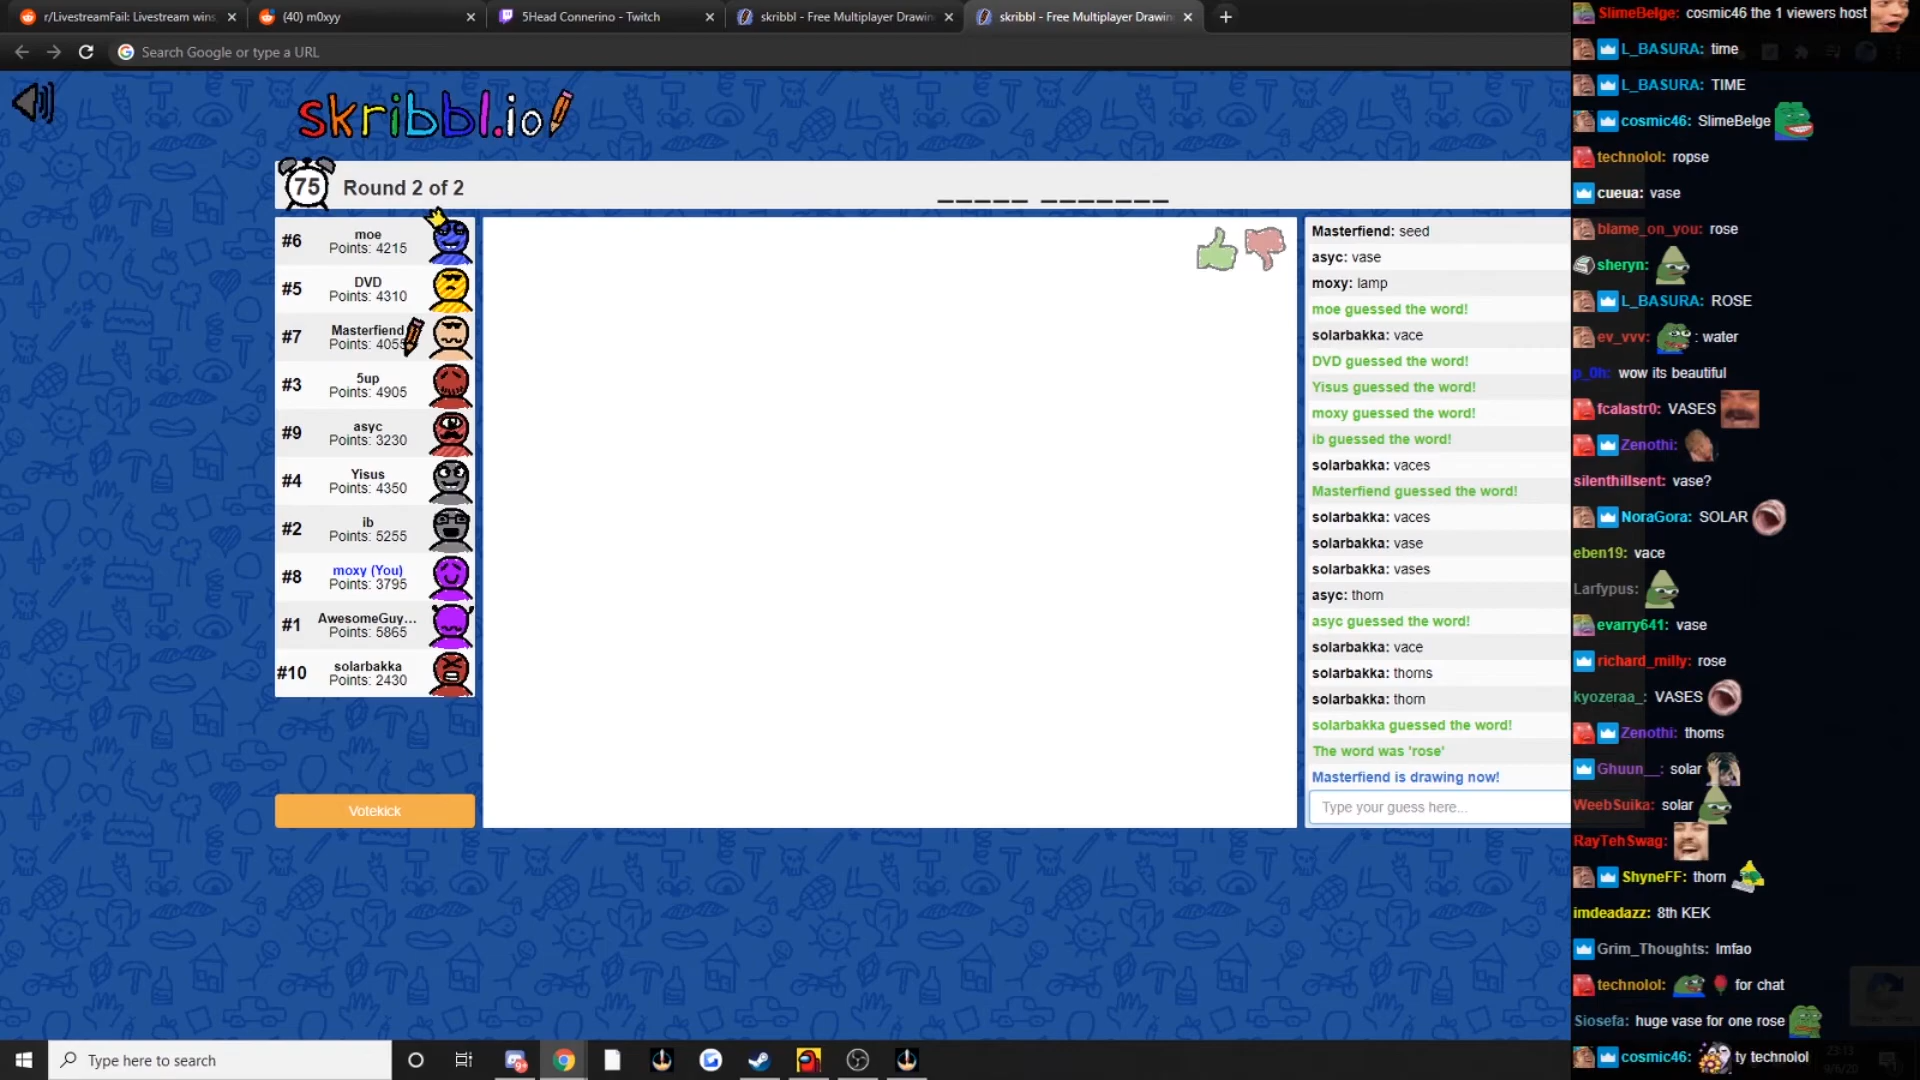 r/LivestreamFail: Livestream wins,
(40) m0xyy
5Head Connerino - Twitch
skribbl - Free Multiplayer Drawin
skribbl - Free Multiplayer Drawin
Search Google or type a URL
skribbl.io
75
Round 2 of 2
_____ _______
#6
moe
Points: 4215
#5
DVD
Points: 4310
#7
Masterfiend
Points: 4055
#3
5up
Points: 4905
#9
asyc
Points: 3230
#4
Yisus
Points: 4350
#2
ib
Points: 5255
#8
moxy (You)
Points: 3795
#1
AwesomeGuy...
Points: 5865
#10
solarbakka
Points: 2430
Votekick
Masterfiend: seed
asyc: vase
moxy: lamp
moe guessed the word!
solarbakka: vace
DVD guessed the word!
Yisus guessed the word!
moxy guessed the word!
ib guessed the word!
solarbakka: vaces
Masterfiend guessed the word!
solarbakka: vaces
solarbakka: vase
solarbakka: vases
asyc: thorn
asyc guessed the word!
solarbakka: vace
solarbakka: thoms
solarbakka: thorn
solarbakka guessed the word!
The word was 'rose'
Masterfiend is drawing now!
Type your guess here...
SlimeBelge: cosmic46 the 1 viewers host
L_BASURA: time
L_BASURA: TIME
cosmic46: SlimeBelge
technolol: ropse
cueua: vase
blame_on_you: rose
sheryn:
L_BASURA: ROSE
ev_vvv: : water
p_0h: wow its beautiful
fcalastr0: VASES
Zenothi:
silenthillsent: vase?
NoraGora: SOLAR
eben19: vace
Larfypus:
evarry641: vase
richard_milly: rose
kyozeraa_: VASES
Zenothi: thoms
Ghuun__: solar
WeebSuika: solar
RayTehSwag:
ShyneFF: thorn
imdeadazz: 8th KEK
Grim_Thoughts: lmfao
technolol: for chat
Siosefa: huge vase for one rose
cosmic46: ty technolol
Type here to search